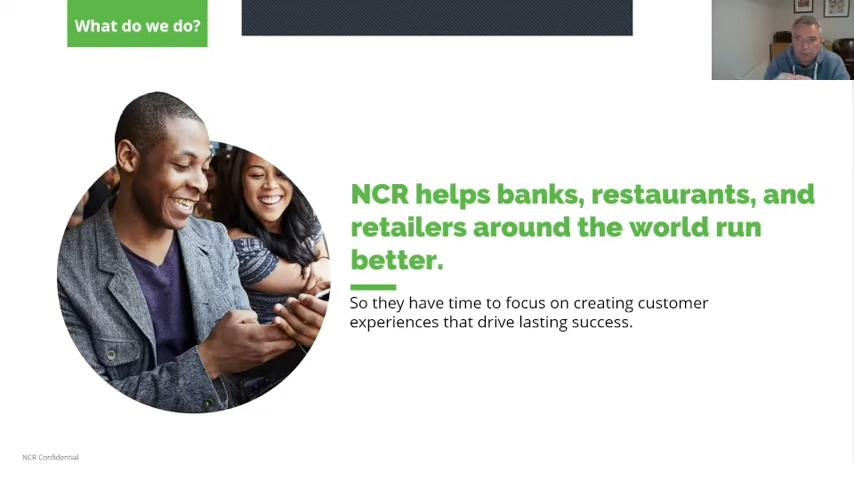 What do we do?
NCR helps banks, restaurants, and
retailers around the world run
better.
So they have time to focus on creating customer
experiences that drive lasting success.
NCR Confidential